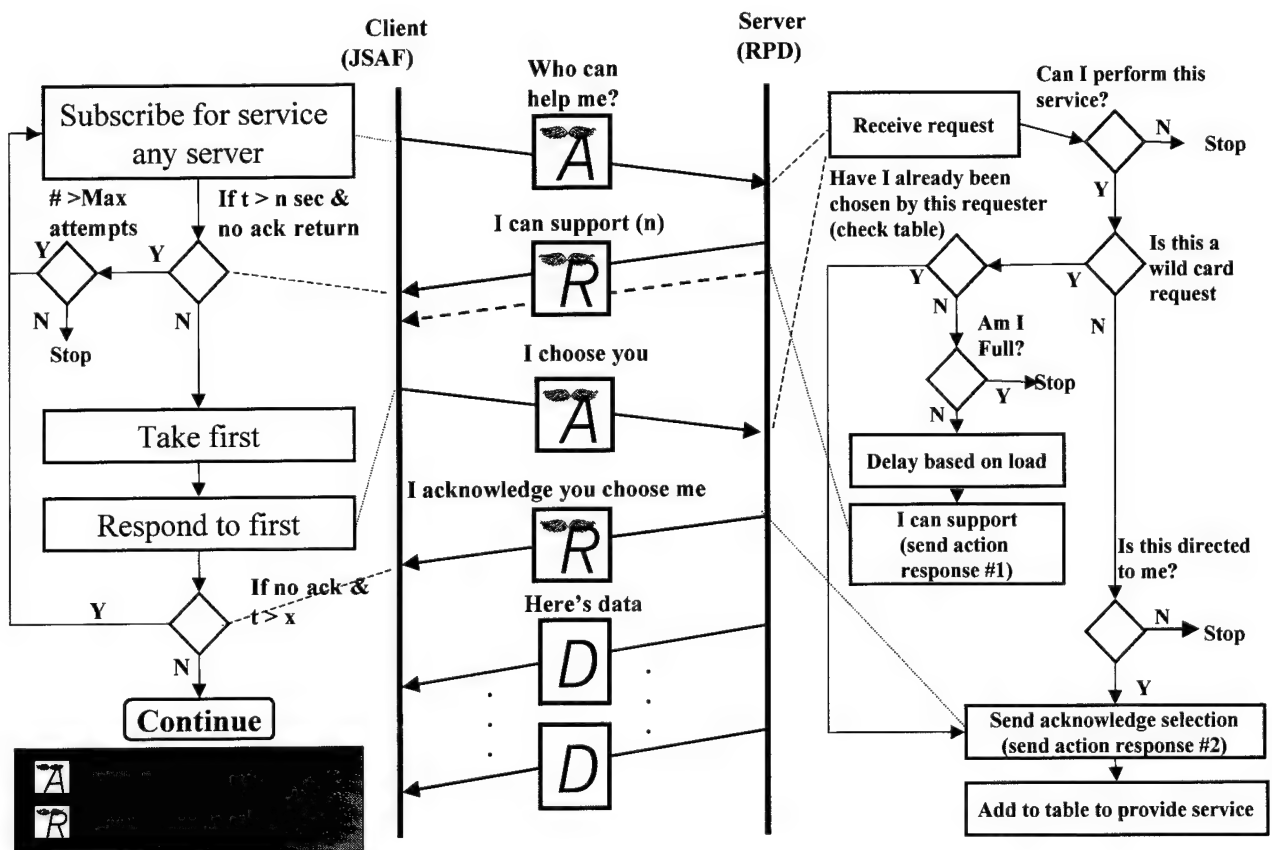 Client
(JSAF)
Server
(RPD)
Subscribe for service
any server
# >Max
attempts
If t > n sec &
no ack return
Y
Y
N
Stop
N
Take first
Respond to first
If no ack &
t > x
Y
N
Continue
A
R
Who can
help me?
A
I can support (n)
R
I choose you
A
I acknowledge you choose me
R
Here's data
D
D
Can I perform this
service?
Receive request
N
Stop
Y
Have I already been
chosen by this requester
(check table)
Is this a
wild card
request
Y
Y
N
N
Am I
Full?
Stop
Y
N
Delay based on load
I can support
(send action
response #1)
Is this directed
to me?
N
Stop
Y
Send acknowledge selection
(send action response #2)
Add to table to provide service